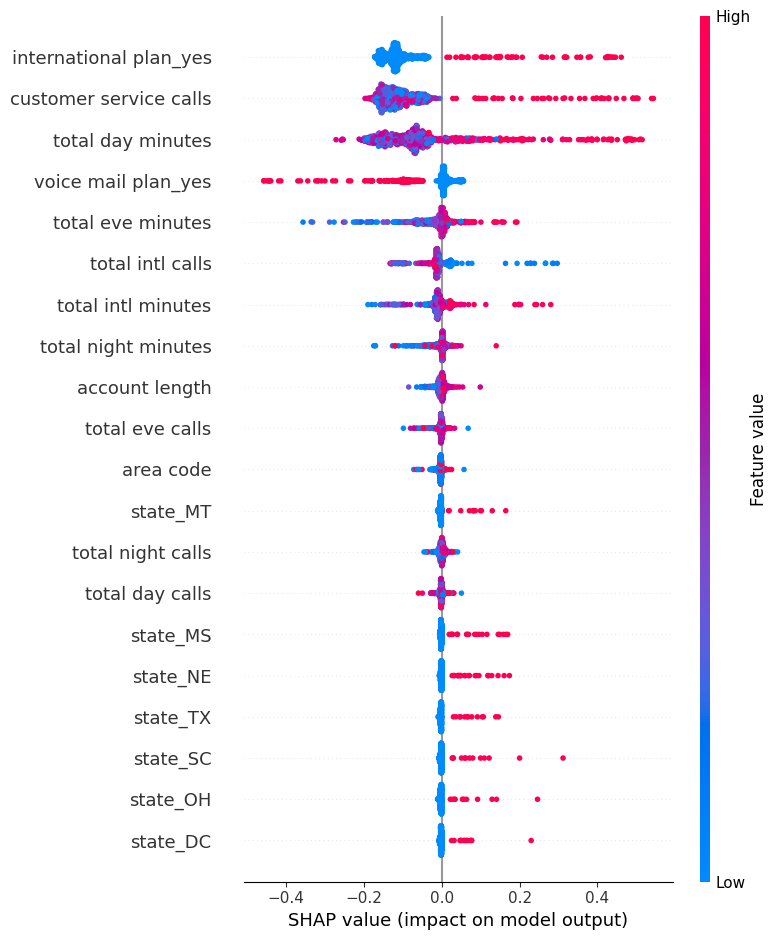 High
international plan_yes
customer service calls
total day minutes
voice mail plan_yes
total eve minutes
total intl calls
total intl minutes
total night minutes
account length
total eve calls
area code
state_MT
total night calls
total day calls
state_MS
state_NE
state_TX
state_SC
state_OH
state_DC
Feature value
Low
−0.4 −0.2 0.0 0.2 0.4
SHAP value (impact on model output)